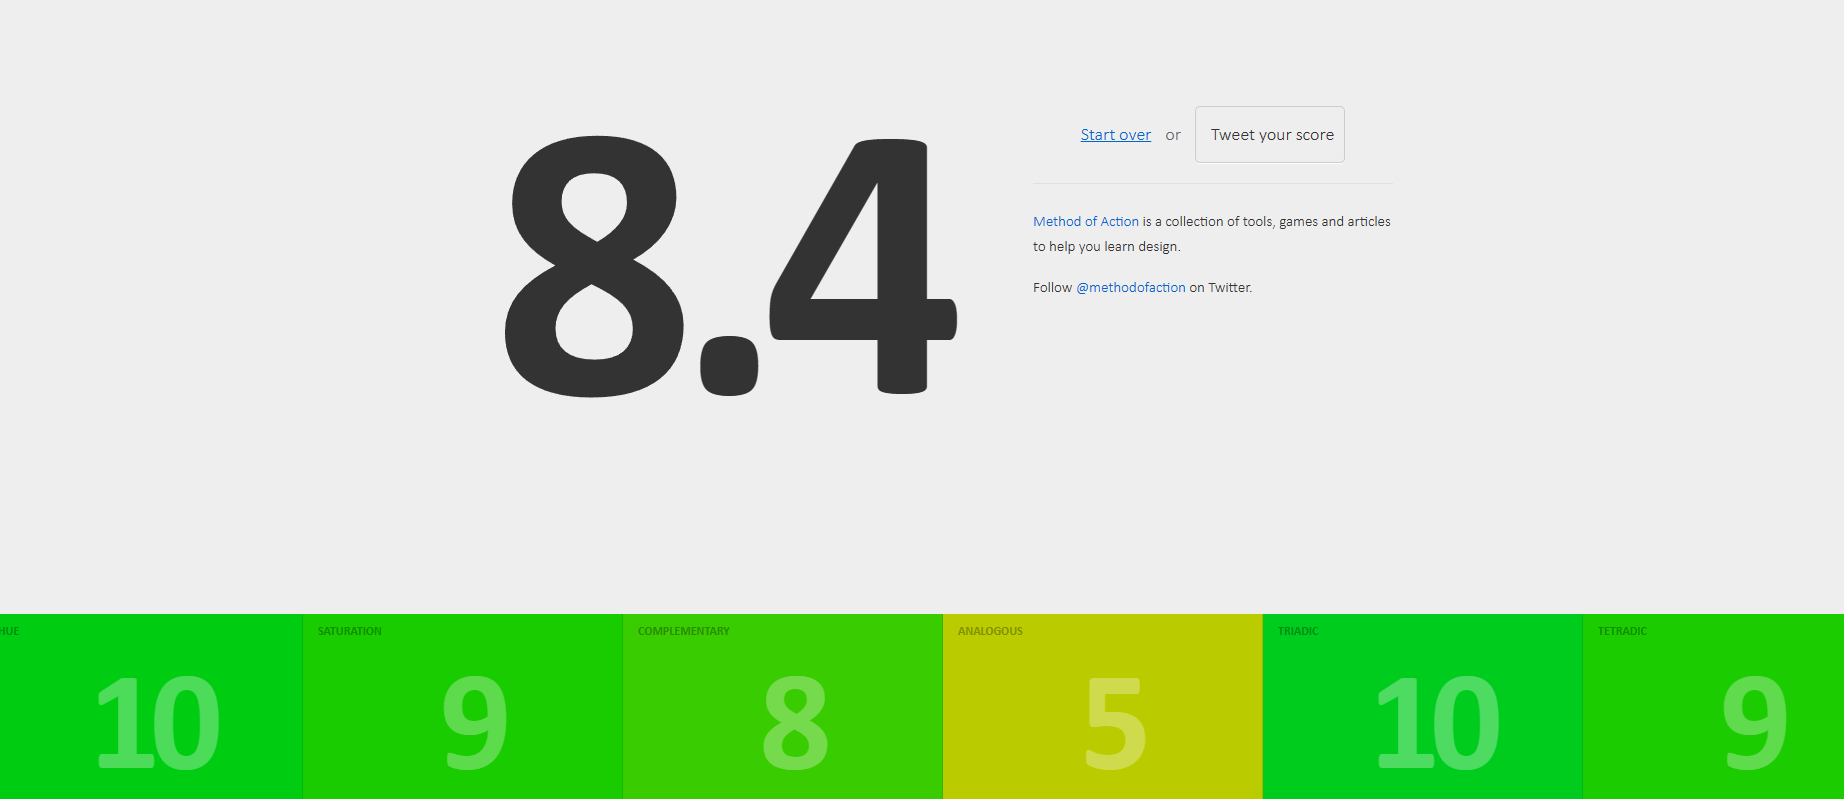 8.4
Start over or Tweet your score
Method of Action is a collection of tools, games and articles
to help you learn design.
Follow @methodofaction on Twitter.
HUE
10
SATURATION
9
COMPLEMENTARY
8
ANALOGOUS
5
TRIADIC
10
TETRADIC
9